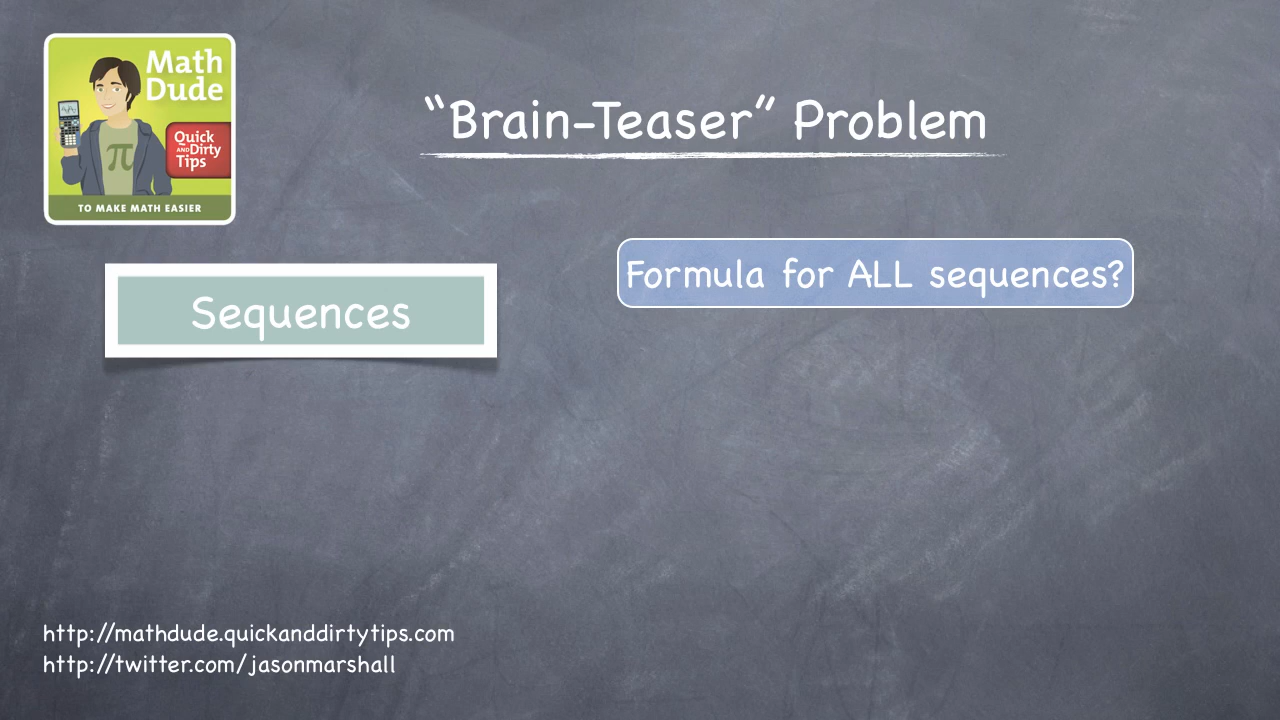 Math
Dude
Quick
AND Dirty
Tips
TO MAKE MATH EASIER
“Brain-Teaser” Problem
Sequences
Formula for ALL sequences?
http://mathdude.quickanddirtytips.com
http://twitter.com/jasonmarshall